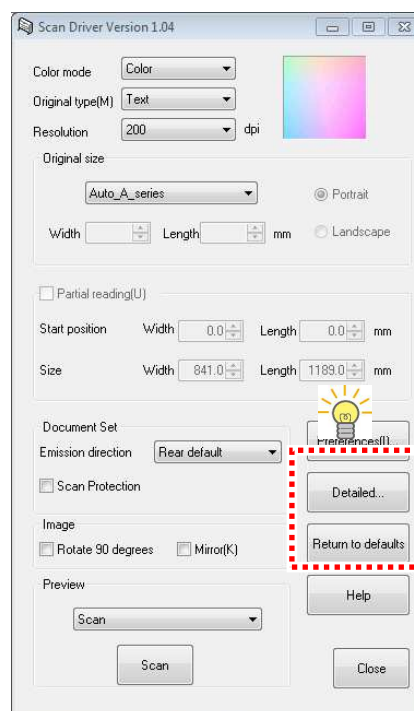 Scan Driver Version 1.04
Color mode Color
Original type(M) Text
Resolution 200 dpi
Original size
Auto_A_series Portrait
Width Length mm Landscape
Partial reading(U)
Start position Width 0.0 Length 0.0 mm
Size Width 841.0 Length 1189.0 mm
Document Set
Preferences(I)...
Emission direction Rear default
Scan Protection
Detailed...
Image
Rotate 90 degrees Mirror(K)
Return to defaults
Preview
Help
Scan
Scan
Close